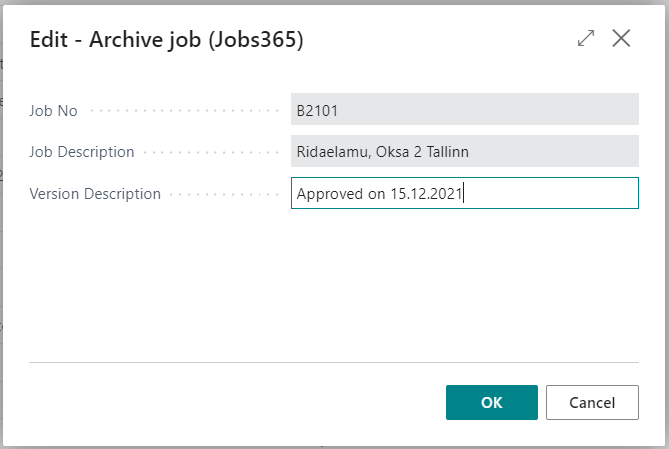 Edit - Archive job (Jobs365)
Job No B2101
Job Description Ridaelamu, Oksa 2 Tallinn
Version Description Approved on 15.12.2021
OK Cancel